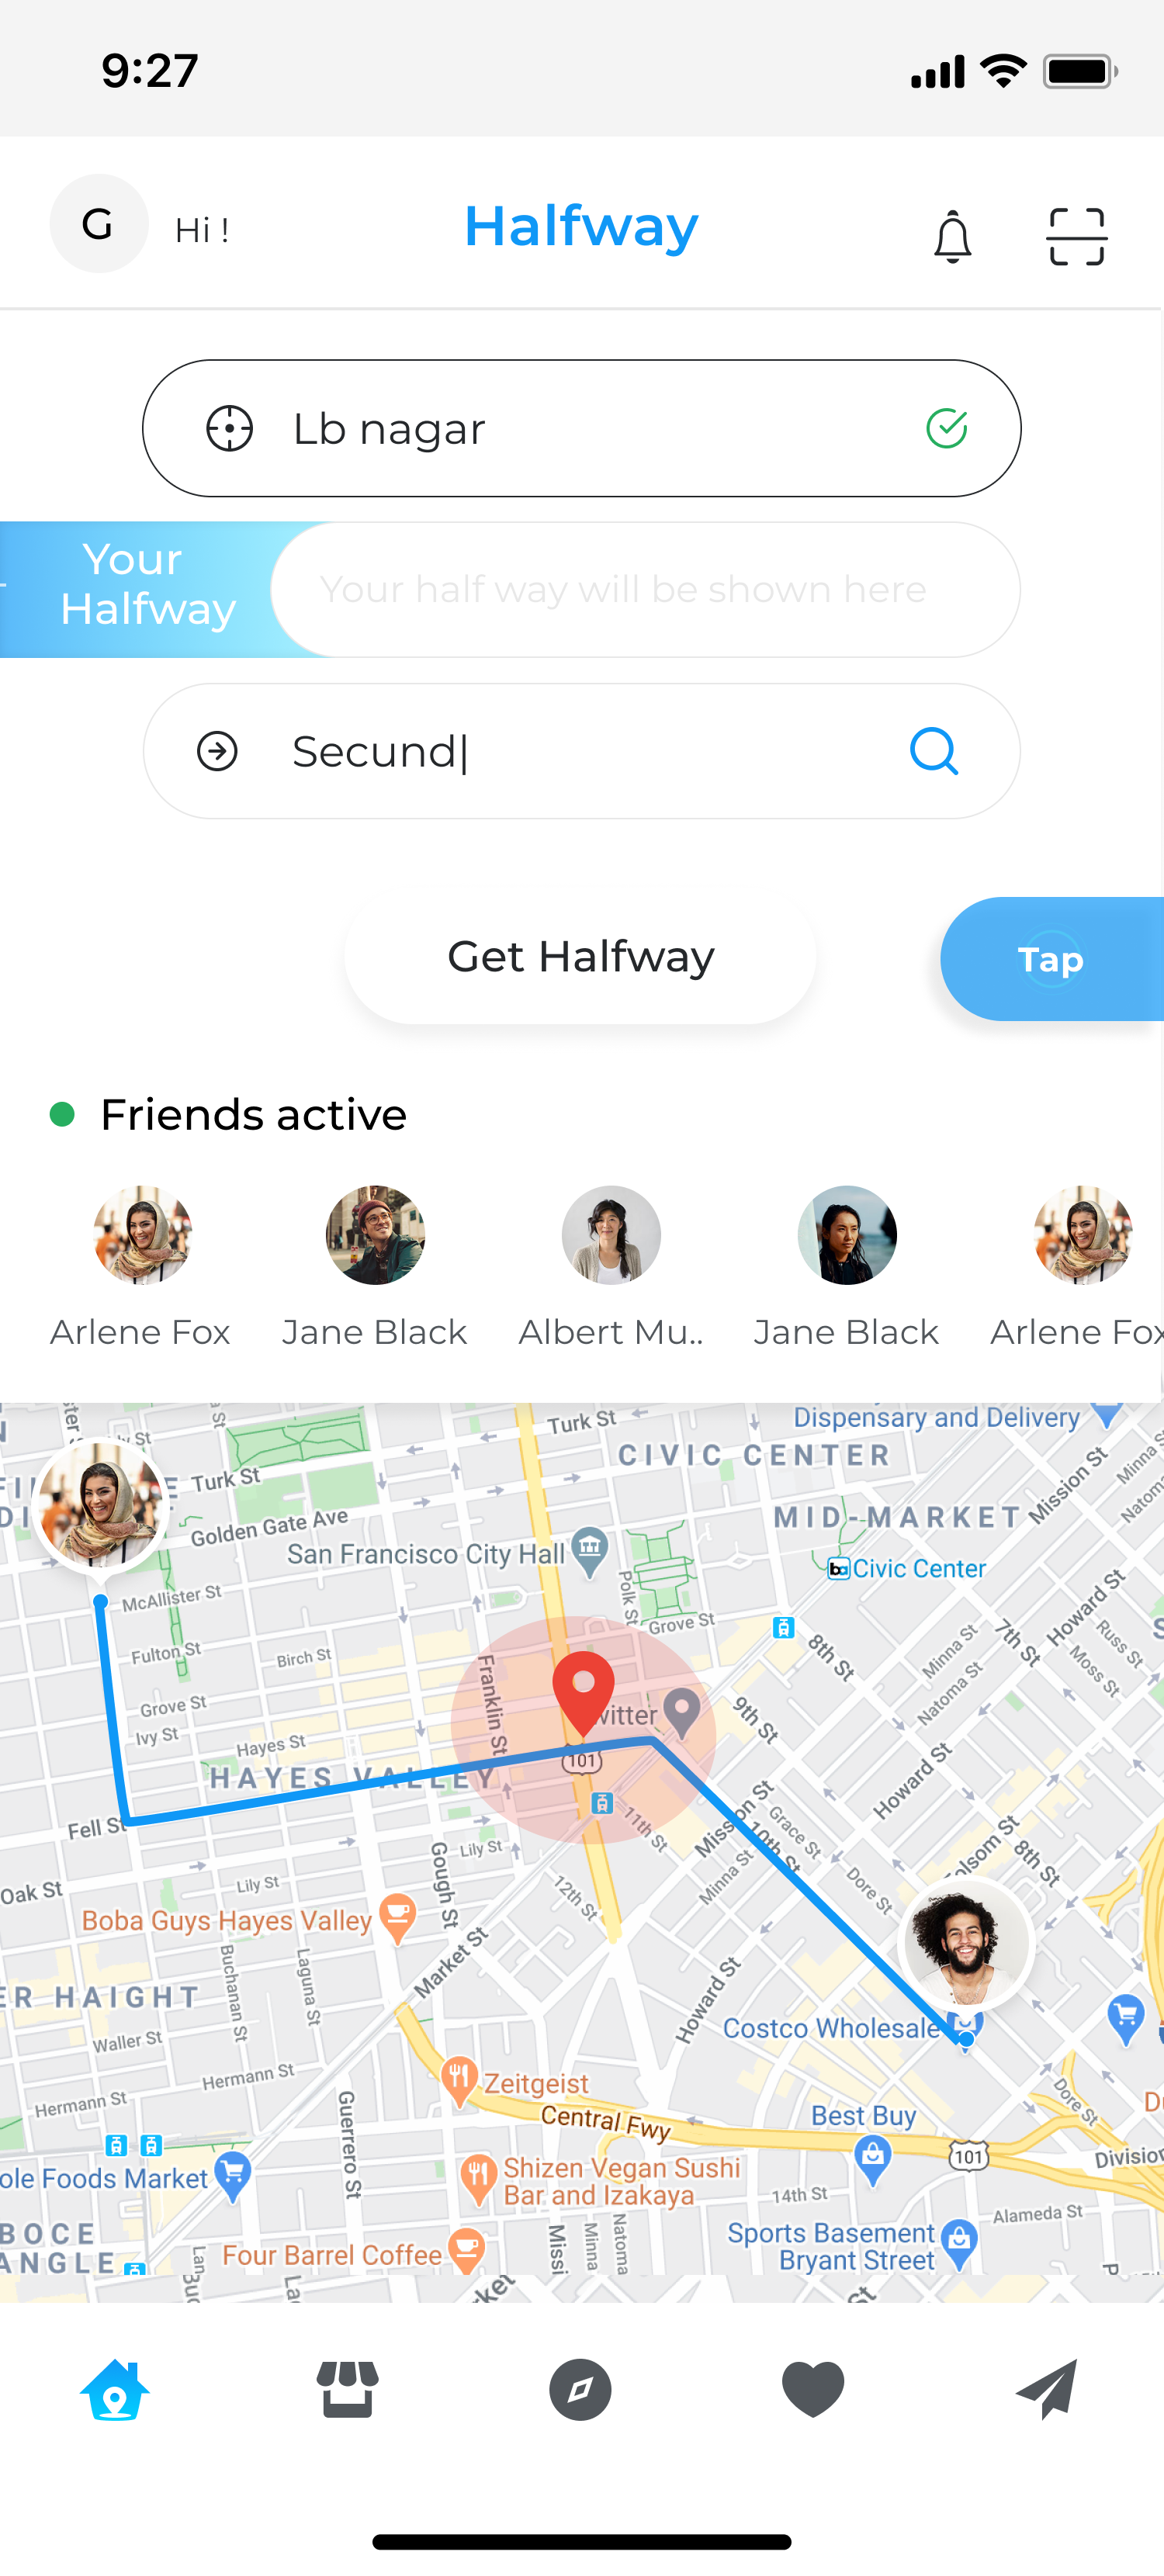 9:27
G
Hi !
Halfway
Lb nagar
Your
Halfway
Your half way will be shown here
Secund
Get Halfway
Tap
Friends active
Arlene Fox
Jane Black
Albert Mu..
Jane Black
Arlene Fox
Dispensary and Delivery
Turk St
CIVIC CENTER
Turk St
Mission St
Golden Gate Ave
MID-MARKET
San Francisco City Hall
Civic Center
McAllister St
Polk St
Grove St
Howard St
Fulton St
Birch St
Franklin St
8th St
7th St
Minna St
Natoma St
Russ St
Moss St
Grove St
Ivy St
Hayes St
witter
9th St
101
HAYES VALLEY
Howard St
Fell St
11th St
Mission St
10th St
Grace St
Minna St
Dore St
olsom St
8th St
Oak St
Lily St
Lily St
Gough St
12th St
Boba Guys Hayes Valley
Buchanan St
Laguna St
Market St
Howard St
ER HAIGHT
Waller St
Costco Wholesale
Hermann St
Hermann St
Zeitgeist
Central Fwy
Best Buy
Dore St
Guerrero St
101
Division
ole Foods Market
Shizen Vegan Sushi
Bar and Izakaya
14th St
Alameda St
BOCE
ANGLE
Four Barrel Coffee
Missi
Minna
Natoma
Sports Basement
Bryant Street